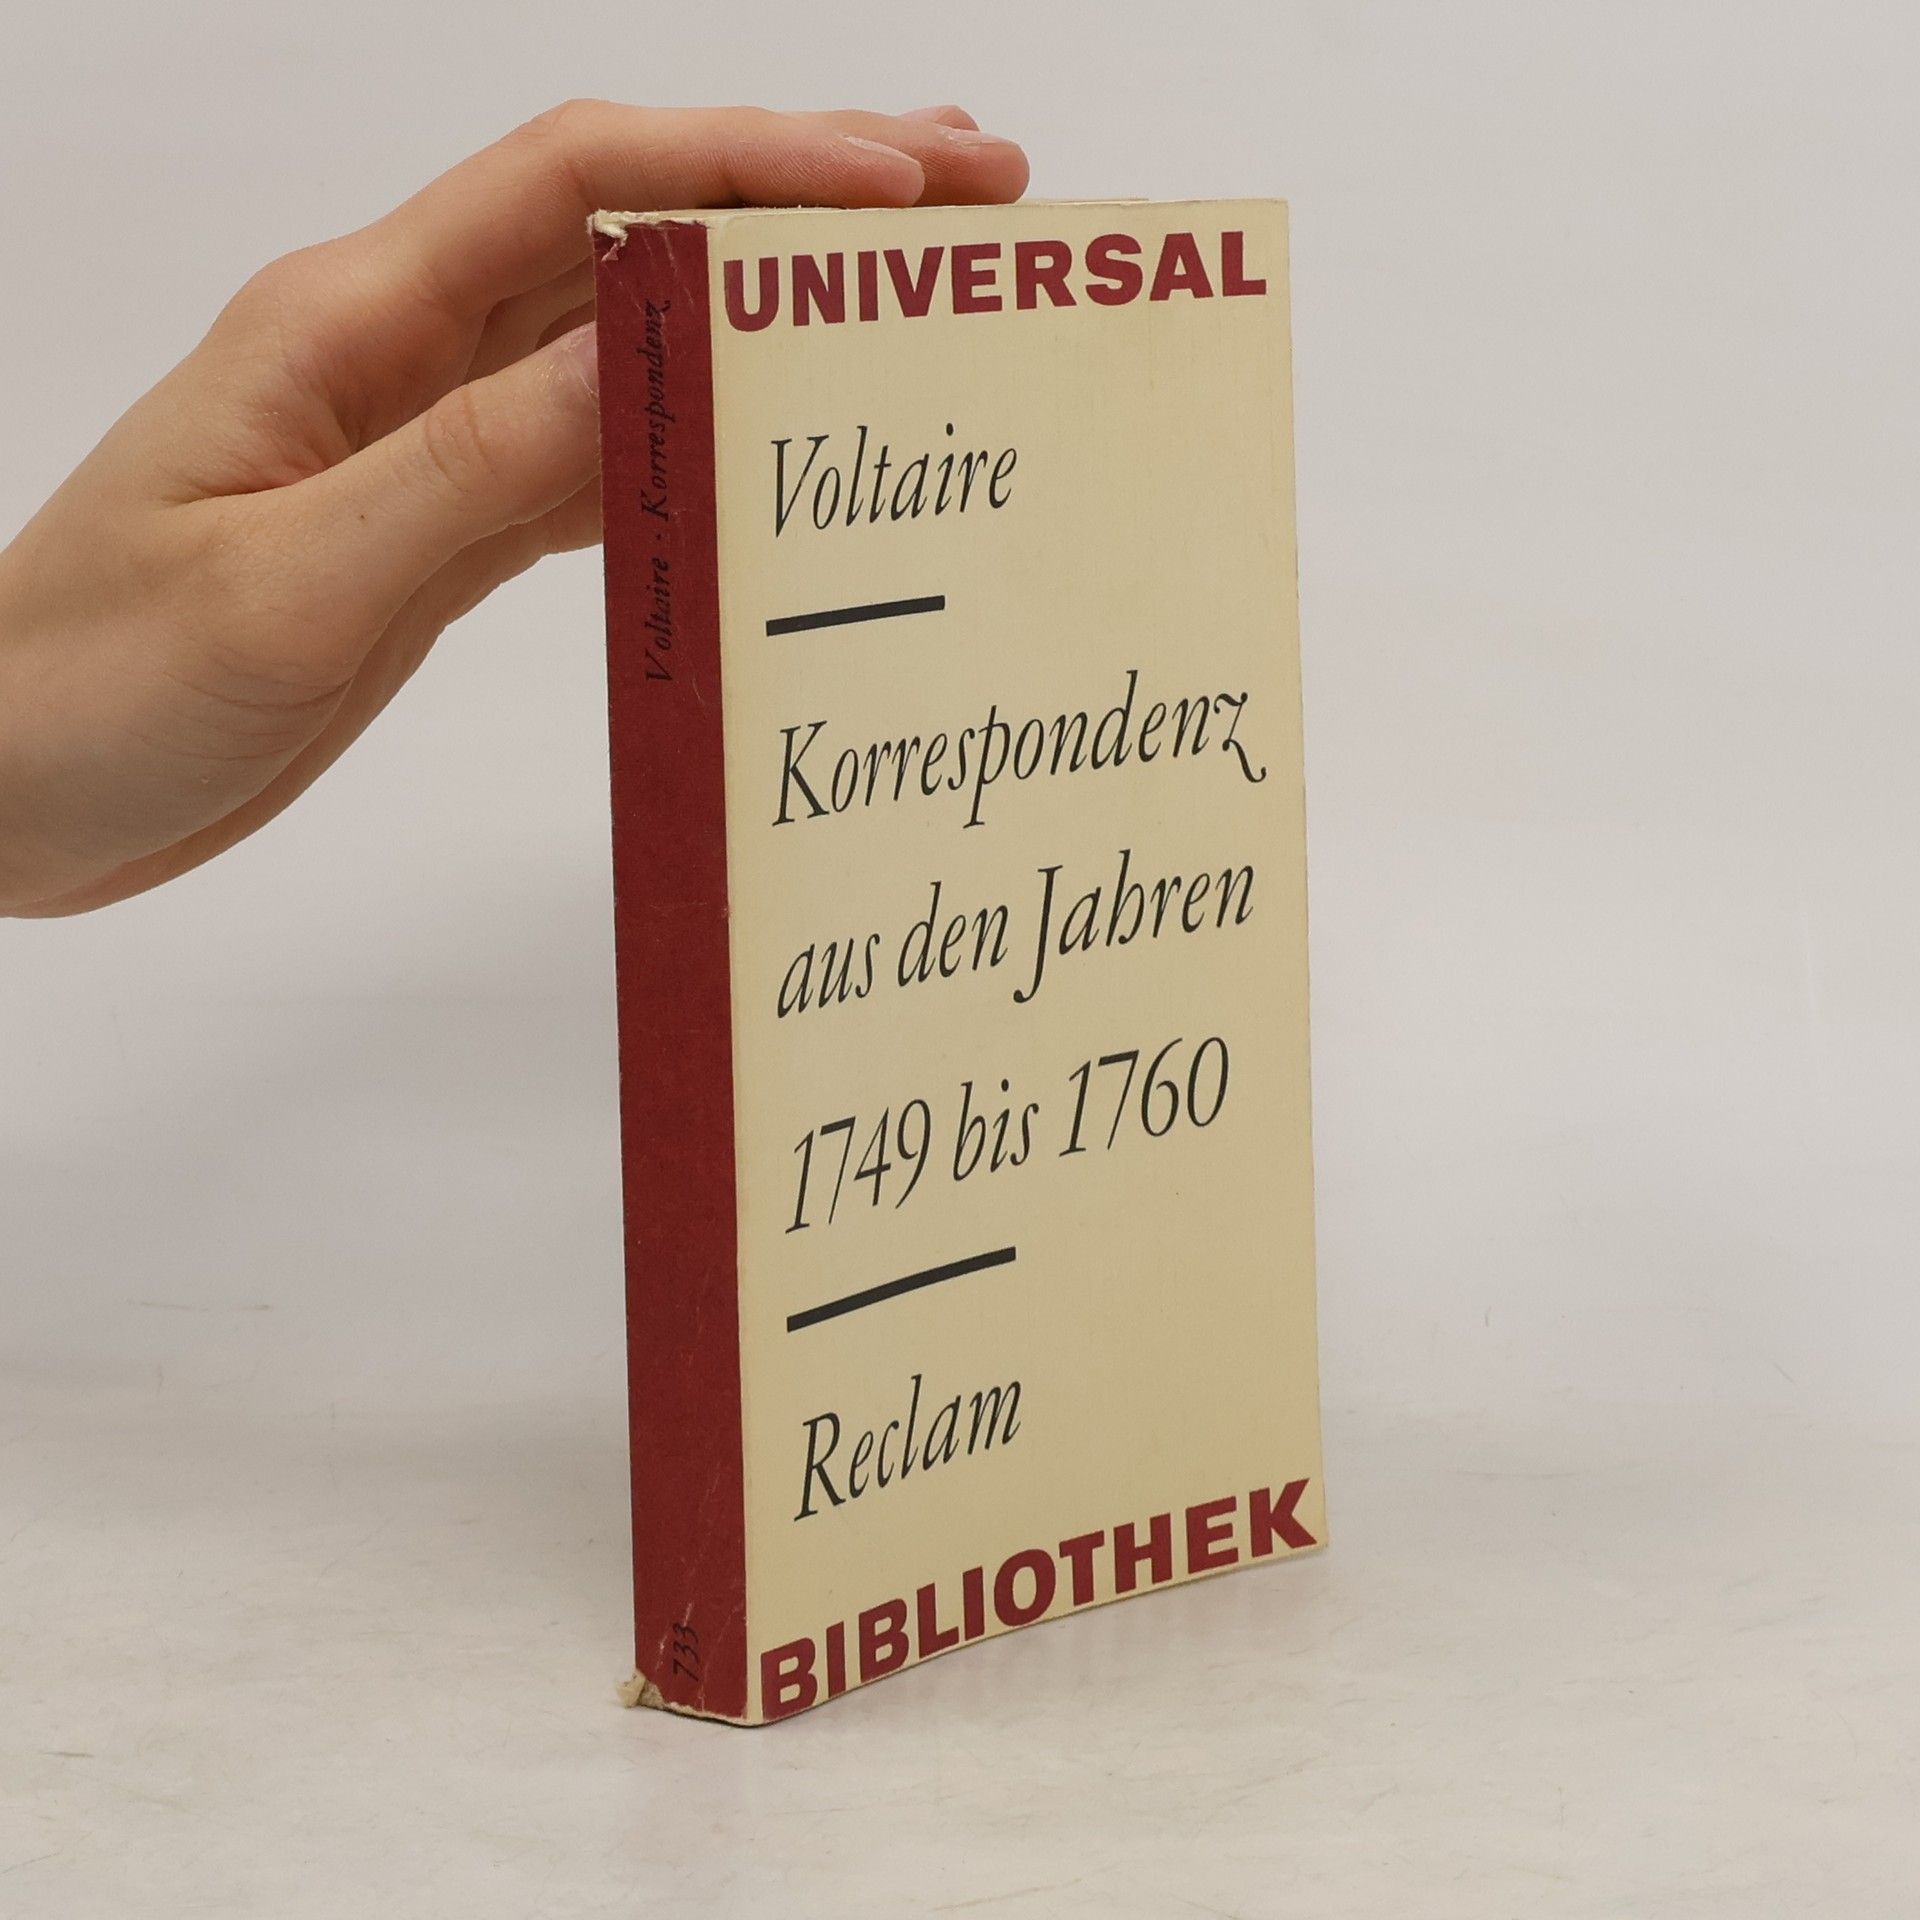 Voltaire · Korrespondenz
733
UNIVERSAL
Voltaire
Korrespondenz
aus den Jahren
1749 bis 1760
Reclam
BIBLIOTHEK